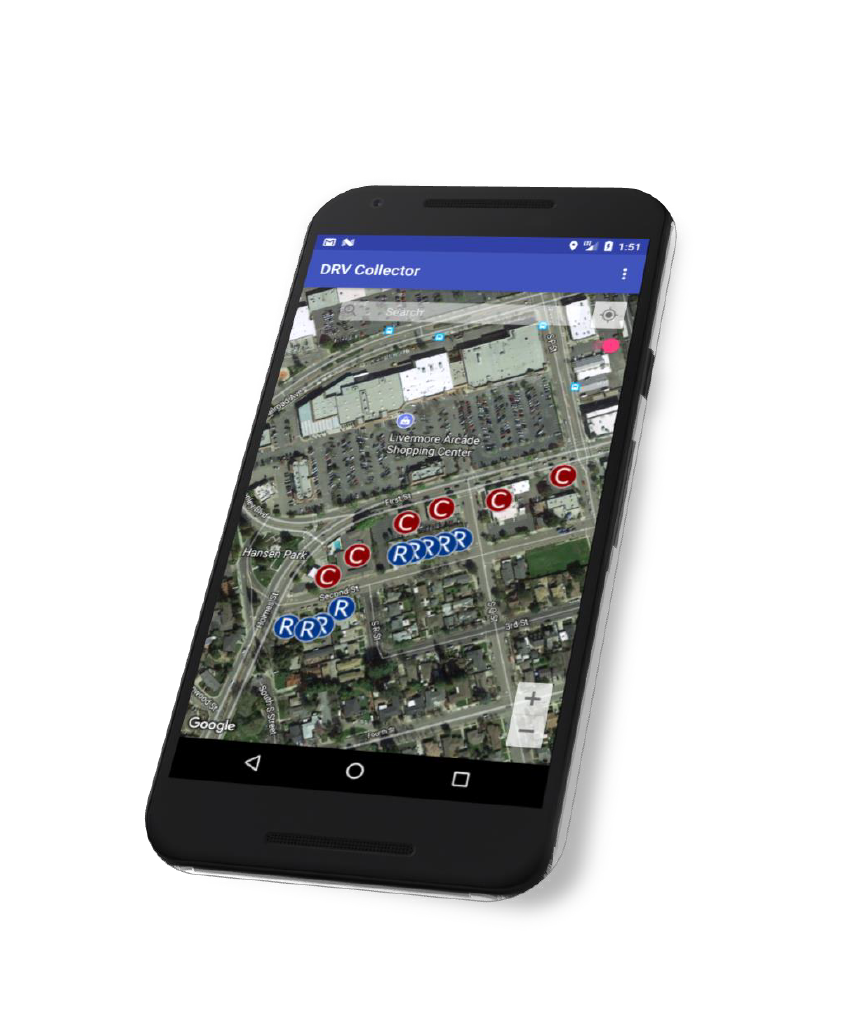 1:51
DRV Collector
Search
Livermore Arcade
Shopping Center
First St
C
C
C
C
Hansen Park
C
C
R R R R R
Second St
R
R R R
Holmes St
S R St
3rd St
South S Street
Fourth St
+
−
Google